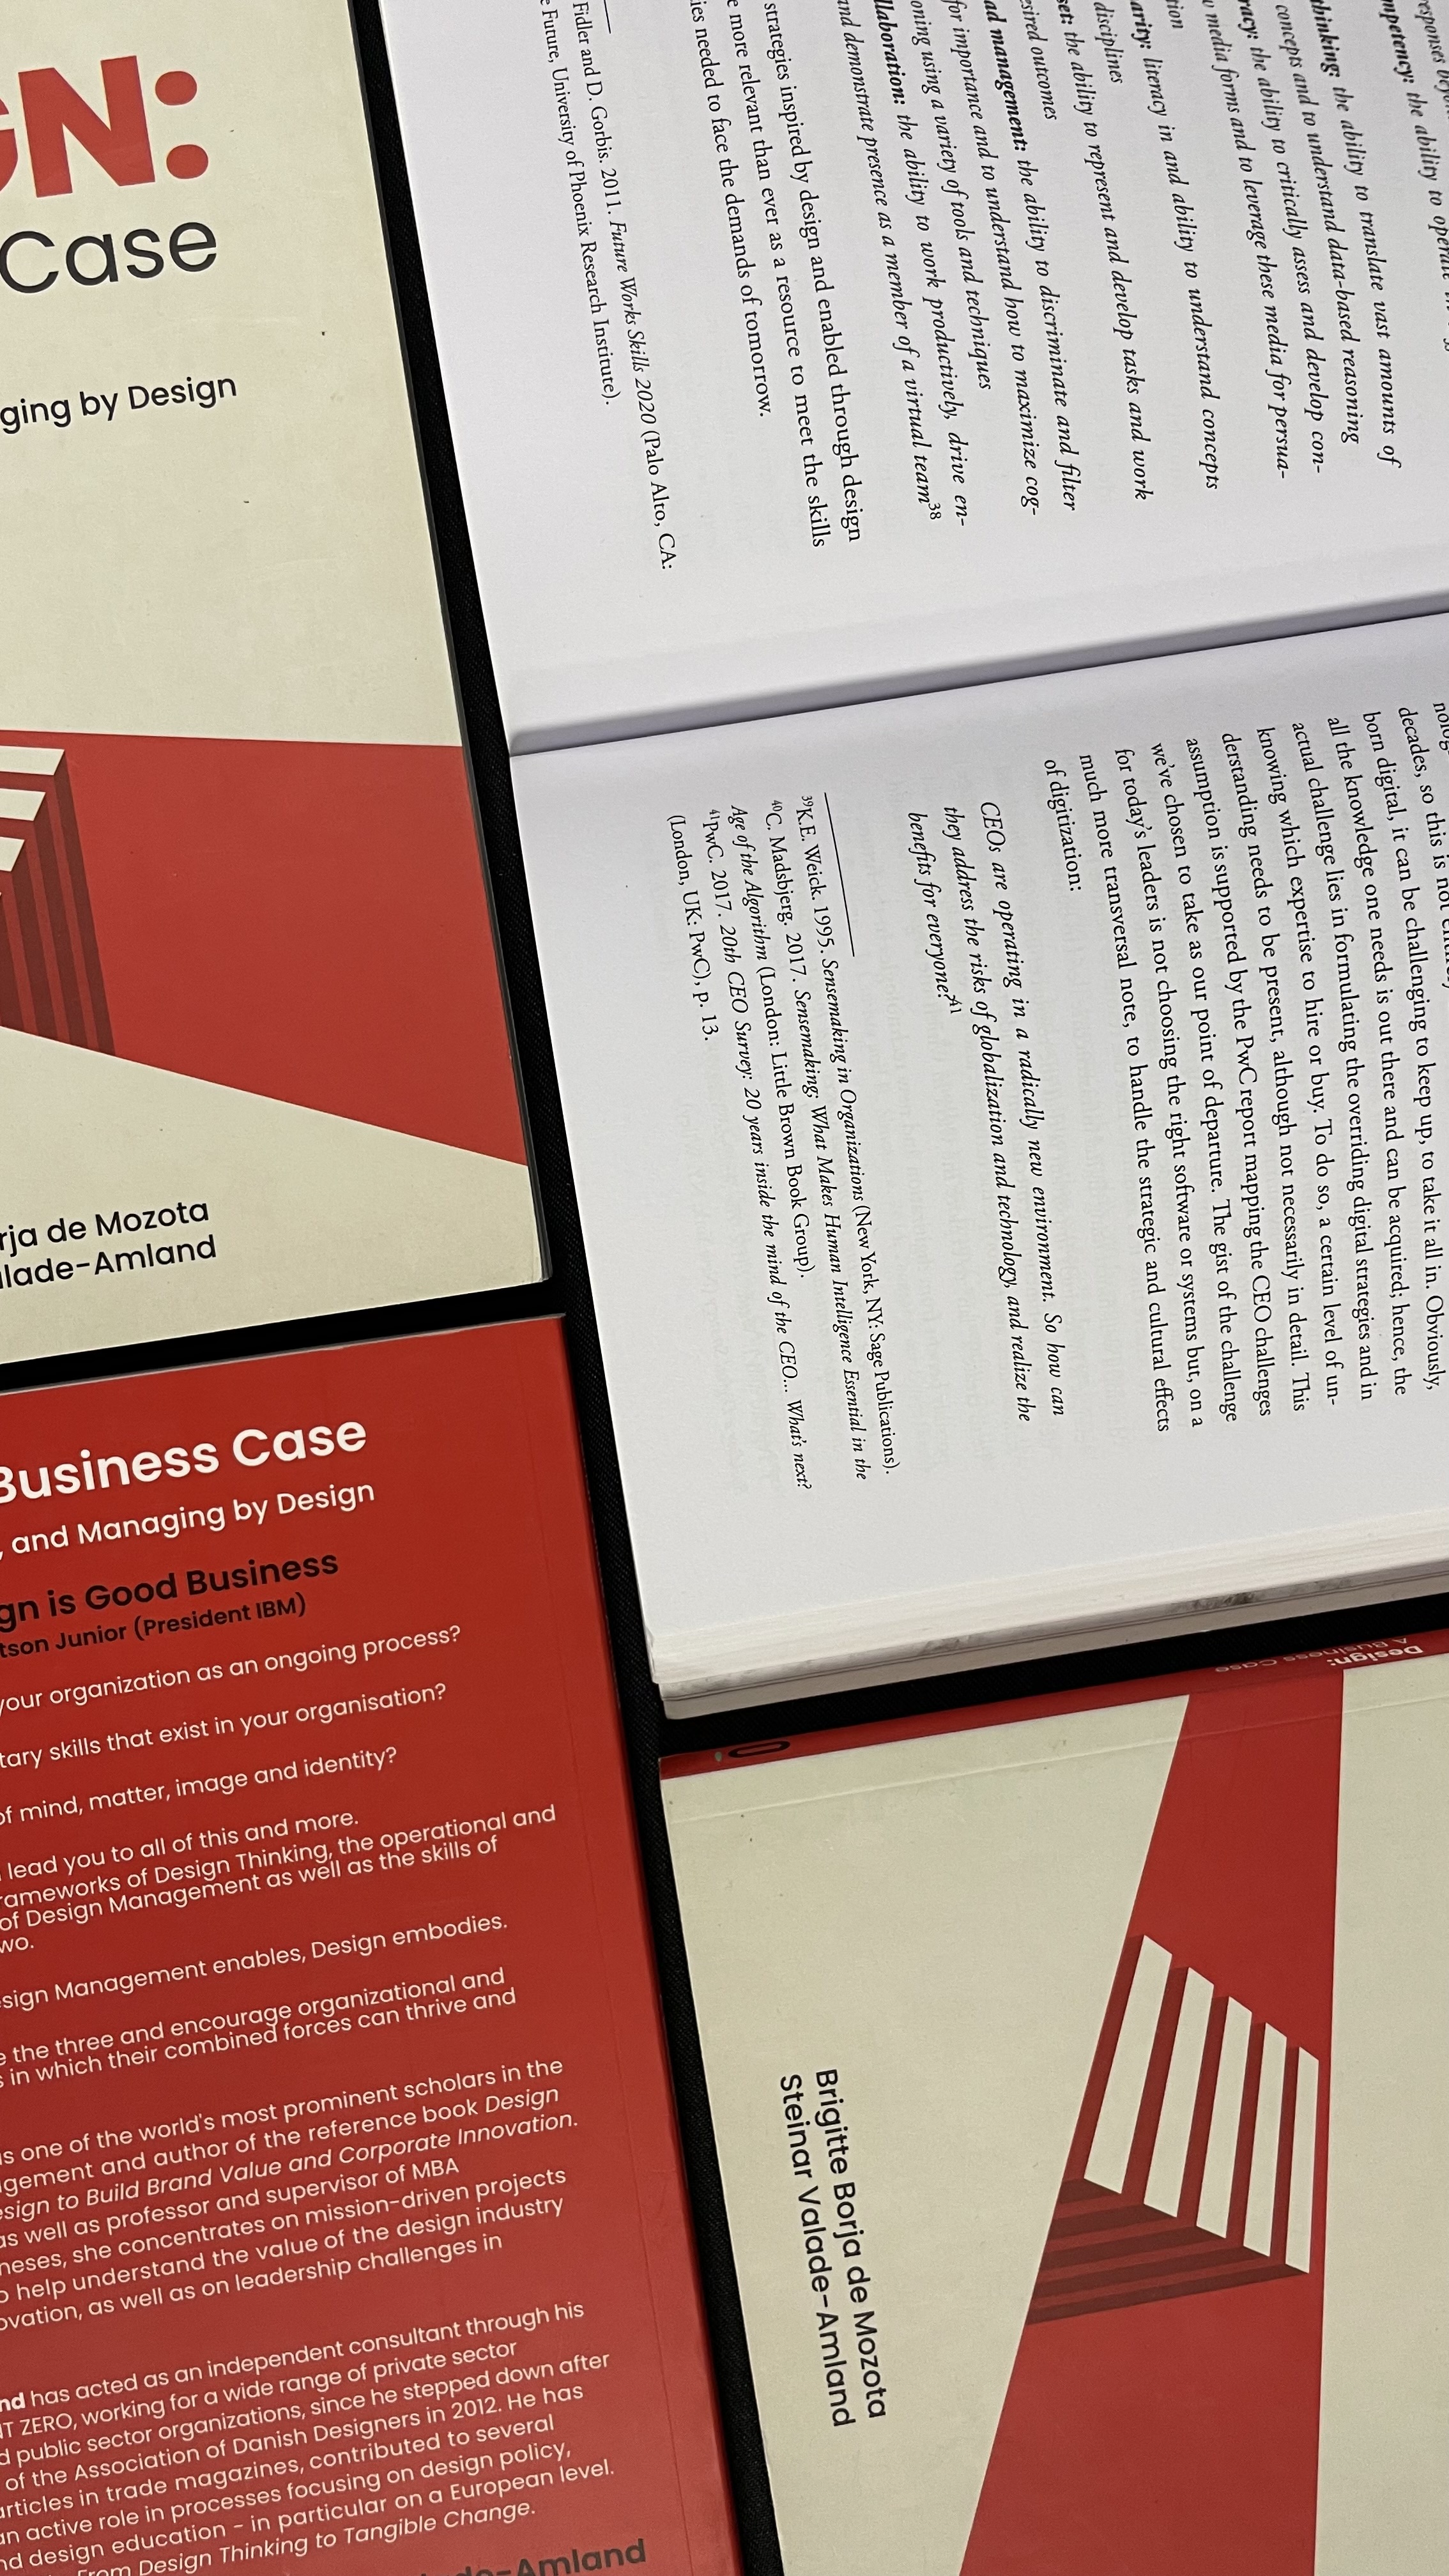 GN:
Case
ging by Design
rja de Mozota
lade-Amland
responses
mpetency: the ability to operate
hinking: the ability to translate vast amounts of
concepts and to understand data-based reasoning
racy: the ability to critically assess and develop con-
media forms and to leverage these media for persua-
tion
arity: literacy in and ability to understand concepts
disciplines
set: the ability to represent and develop tasks and work
sired outcomes
ad management: the ability to discriminate and filter
for importance and to understand how to maximize cog-
oning using a variety of tools and techniques
llaboration: the ability to work productively, drive en-
and demonstrate presence as a member of a virtual team38
strategies inspired by design and enabled through design
e more relevant than ever as a resource to meet the skills
ies needed to face the demands of tomorrow.
Fidler and D. Gorbis. 2011. Future Works Skills 2020 (Palo Alto, CA:
e Future, University of Phoenix Research Institute).
decades, so this is not
born digital, it can be challenging to keep up, to take it all in. Obviously,
all the knowledge one needs is out there and can be acquired; hence, the
actual challenge lies in formulating the overriding digital strategies and in
knowing which expertise to hire or buy. To do so, a certain level of un-
derstanding needs to be present, although not necessarily in detail. This
assumption is supported by the PwC report mapping the CEO challenges
we've chosen to take as our point of departure. The gist of the challenge
for today's leaders is not choosing the right software or systems but, on a
much more transversal note, to handle the strategic and cultural effects
of digitization:
CEOs are operating in a radically new environment. So how can
they address the risks of globalization and technology, and realize the
benefits for everyone?41
39K.E. Weick. 1995. Sensemaking in Organizations (New York, NY: Sage Publications).
40C. Madsbjerg. 2017. Sensemaking; What Makes Human Intelligence Essential in the
Age of the Algorithm (London: Little Brown Book Group).
41PwC. 2017. 20th CEO Survey: 20 years inside the mind of the CEO... What's next?
(London, UK: PwC), p. 13.
Business Case
, and Managing by Design
gn is Good Business
tson Junior (President IBM)
your organization as an ongoing process?
tary skills that exist in your organisation?
of mind, matter, image and identity?
lead you to all of this and more.
rameworks of Design Thinking, the operational and
of Design Management as well as the skills of
wo.
sign Management enables, Design embodies.
e the three and encourage organizational and
s in which their combined forces can thrive and
is one of the world's most prominent scholars in the
gement and author of the reference book Design
esign to Build Brand Value and Corporate Innovation.
as well as professor and supervisor of MBA
heses, she concentrates on mission-driven projects
o help understand the value of the design industry
ovation, as well as on leadership challenges in
nd has acted as an independent consultant through his
T ZERO, working for a wide range of private sector
d public sector organizations, since he stepped down after
of the Association of Danish Designers in 2012. He has
articles in trade magazines, contributed to several
an active role in processes focusing on design policy,
nd design education - in particular on a European level.
From Design Thinking to Tangible Change.
de-Amland
Design:
A Business Case
Brigitte Borja de Mozota
Steinar Valade-Amland